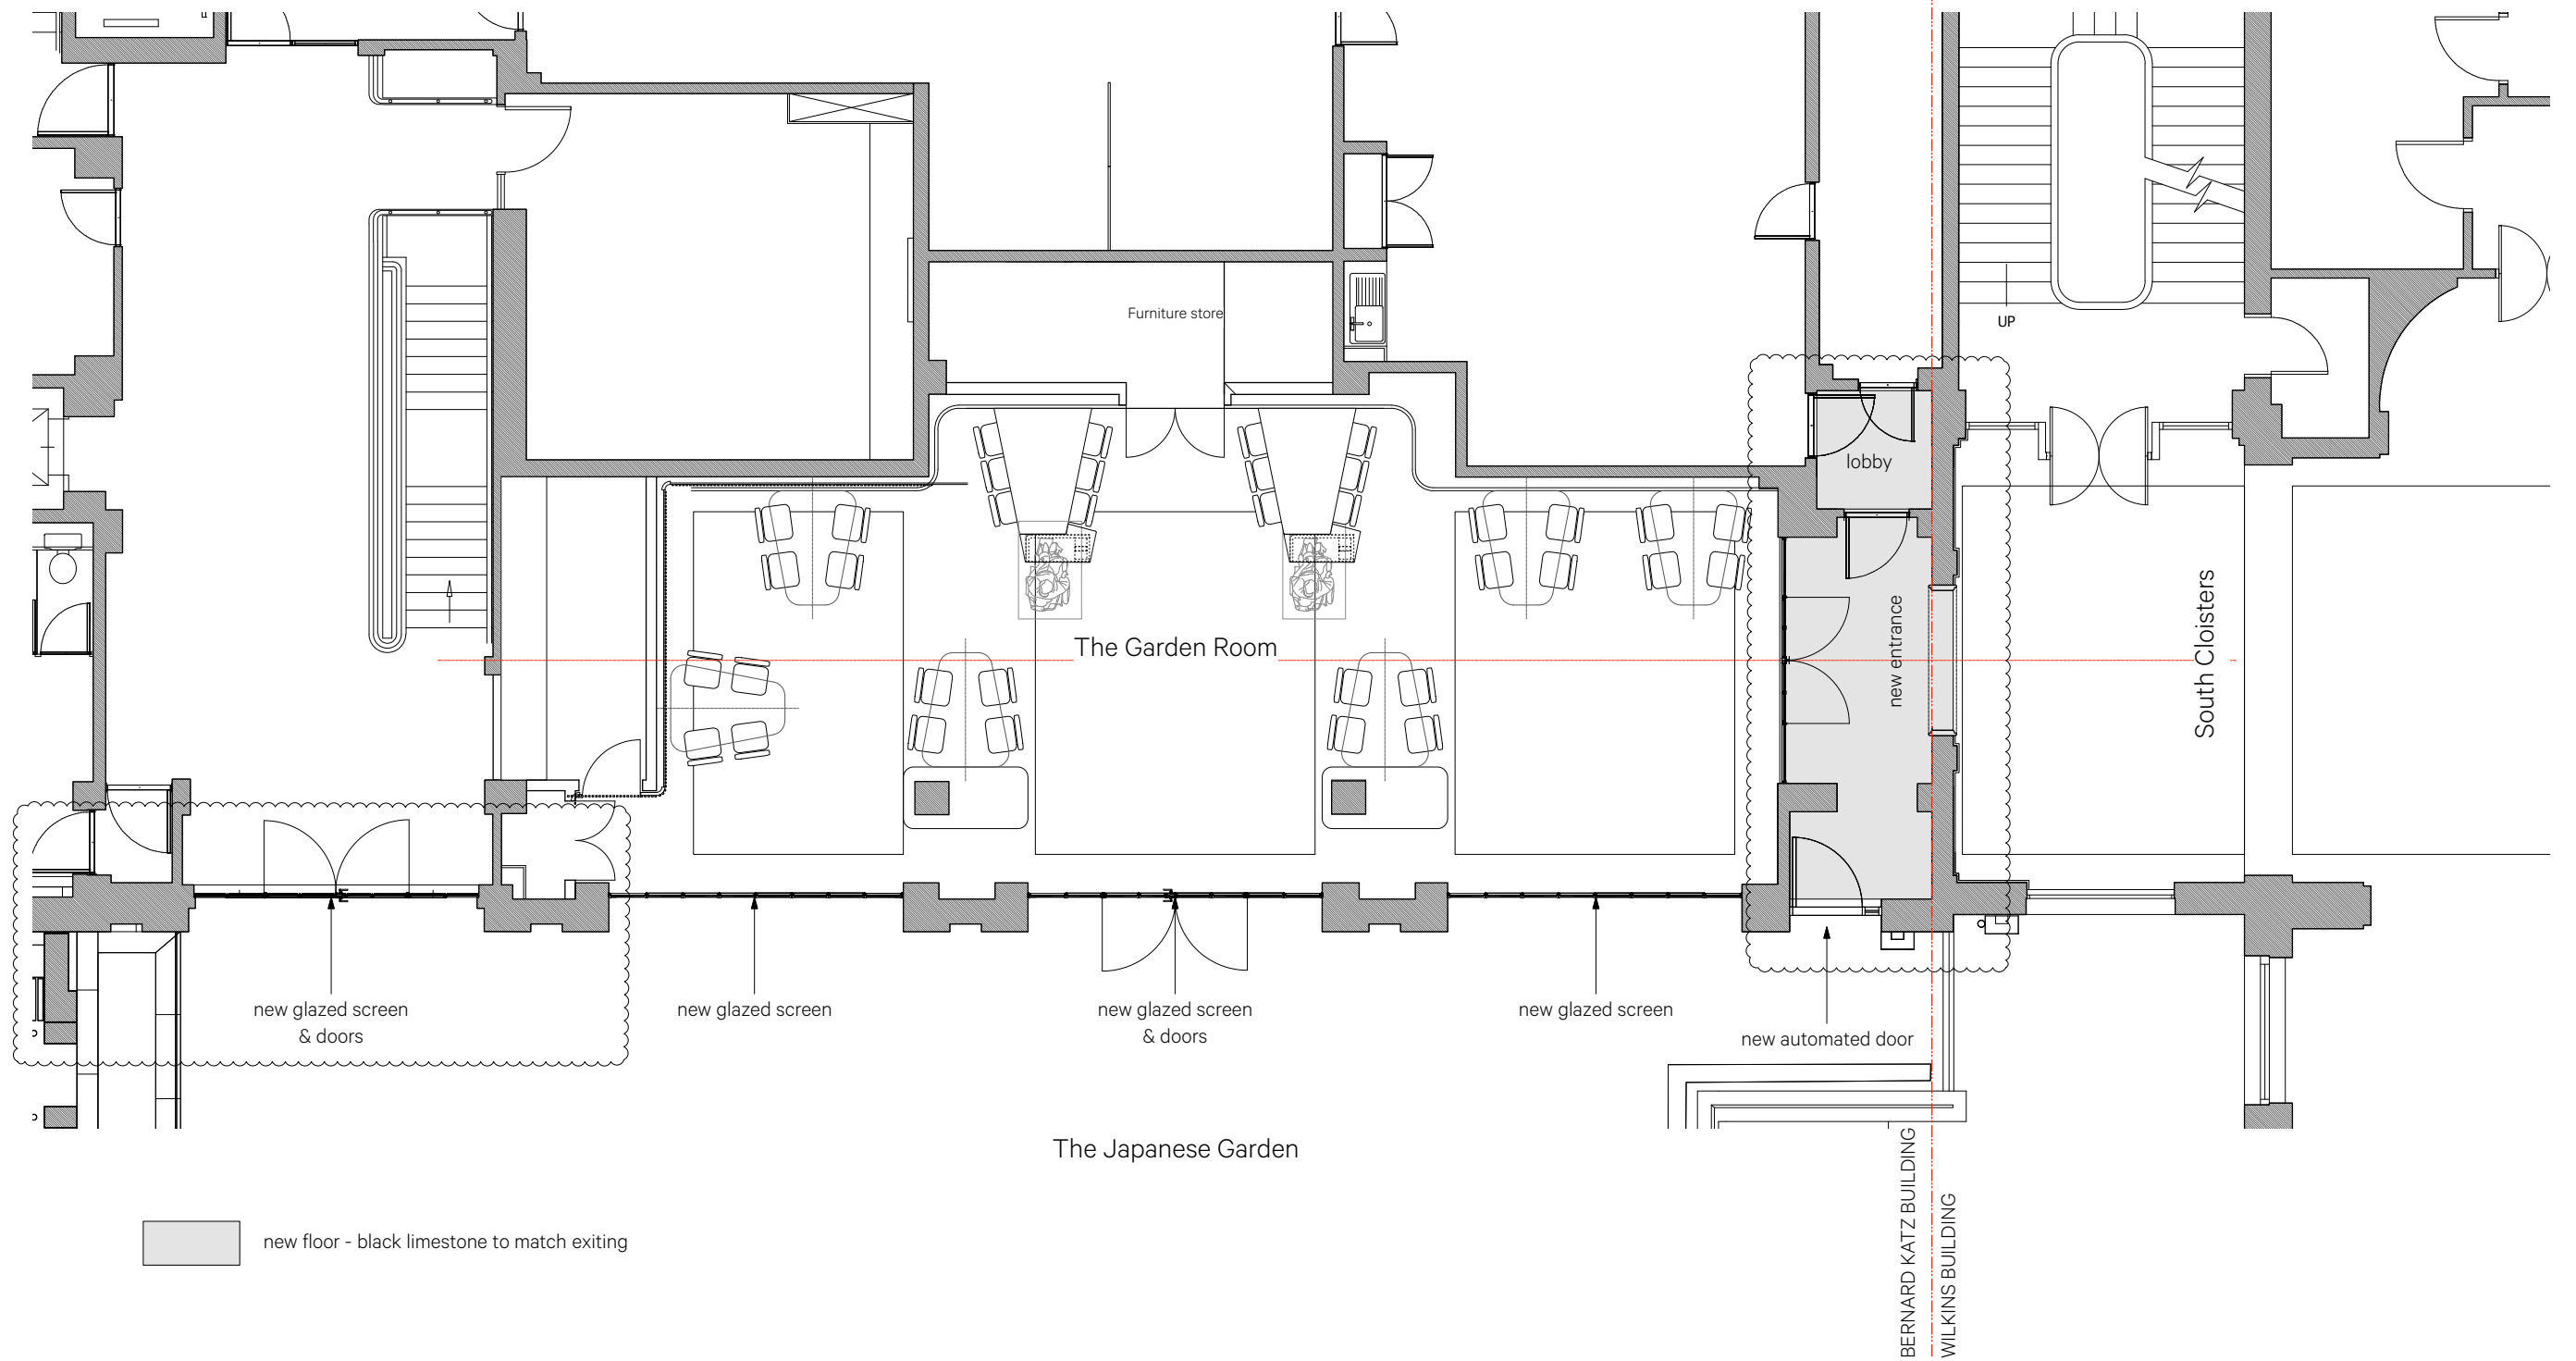 UP
Furniture store
lobby
The Garden Room
new entrance
South Cloisters
new glazed screen
& doors
new glazed screen
new glazed screen
& doors
new glazed screen
new automated door
The Japanese Garden
BERNARD KATZ BUILDING
WILKINS BUILDING
new floor - black limestone to match exiting